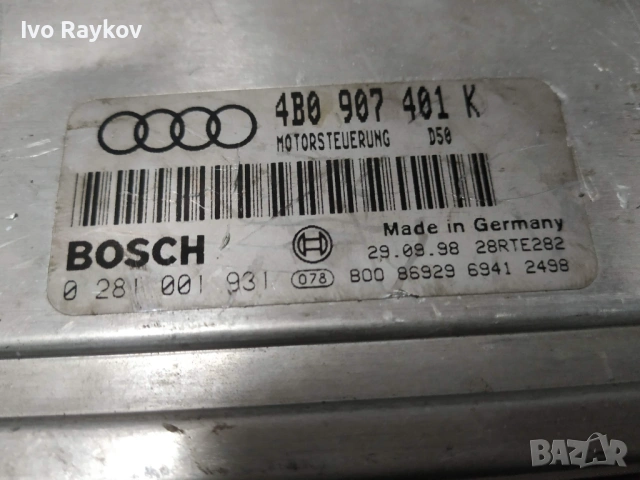 Ivo Raykov
4B0 907 401 K
MOTORSTEUERUNG D50
BOSCH
Made in Germany
29.09.98 28RTE282
0 281 001 931 078 800 86929 6941 2498
BAZAR